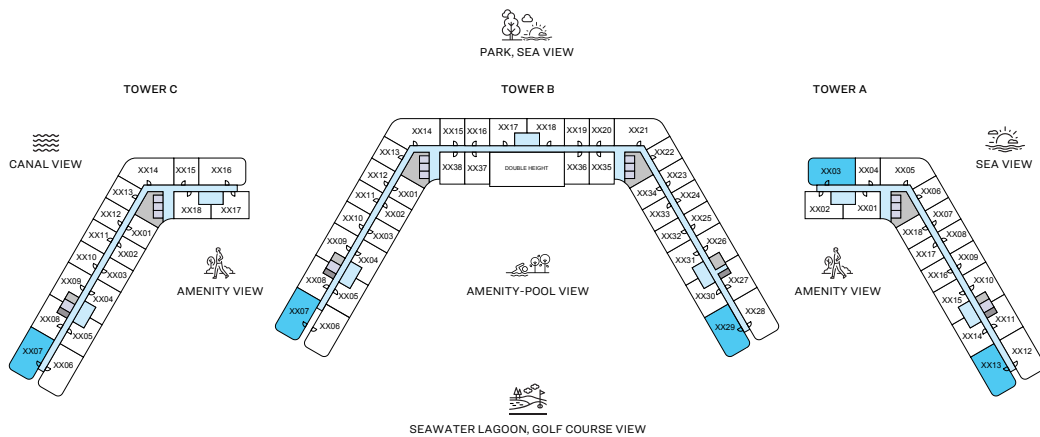 PARK, SEA VIEW
TOWER C
TOWER B
TOWER A
CANAL VIEW
SEA VIEW
XX14
XX15
XX16
XX13
XX12
XX11
XX10
XX09
XX08
XX07
XX18
XX17
XX01
XX02
XX03
XX04
XX05
XX06
AMENITY VIEW
XX14
XX15
XX16
XX17
XX18
XX19
XX20
XX21
XX38
XX37
DOUBLE HEIGHT
XX36
XX35
XX13
XX12
XX11
XX10
XX09
XX08
XX07
XX01
XX02
XX03
XX04
XX05
XX06
XX22
XX23
XX24
XX25
XX26
XX27
XX28
XX34
XX33
XX32
XX31
XX30
XX29
AMENITY-POOL VIEW
XX03
XX04
XX05
XX02
XX01
XX06
XX07
XX08
XX09
XX10
XX11
XX12
XX18
XX17
XX16
XX15
XX14
XX13
AMENITY VIEW
SEAWATER LAGOON, GOLF COURSE VIEW